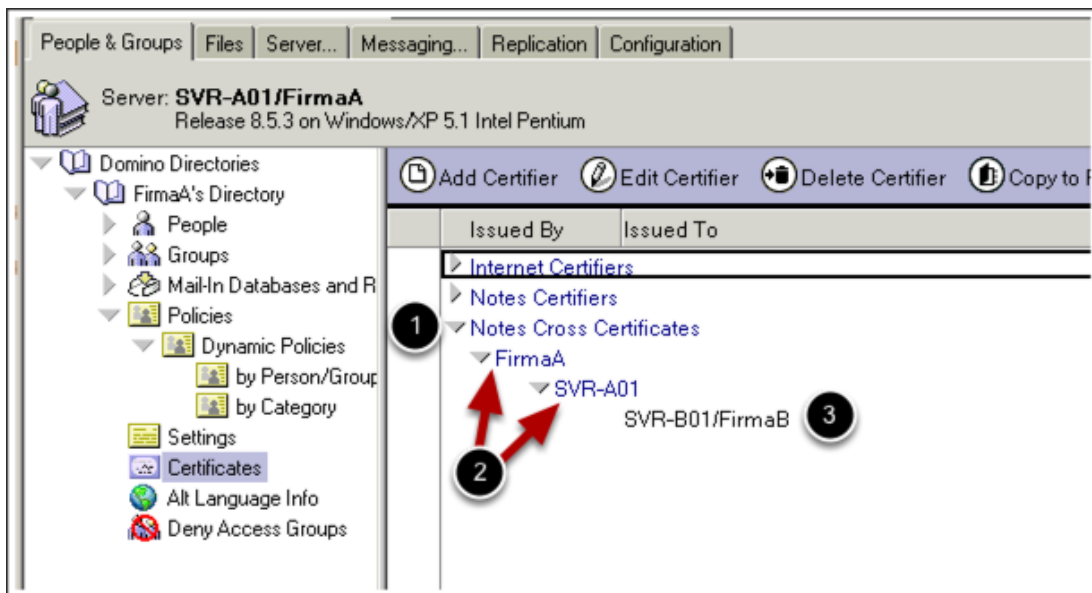 People & Groups Files Server... Messaging... Replication Configuration
Server: SVR-A01/FirmaA
Release 8.5.3 on Windows/XP 5.1 Intel Pentium
Domino Directories
FirmaA's Directory
People
Groups
Mail-In Databases and R
Policies
Dynamic Policies
by Person/Group
by Category
Settings
Certificates
Alt Language Info
Deny Access Groups
Add Certifier Edit Certifier Delete Certifier Copy to
Issued By Issued To
Internet Certifiers
Notes Certifiers
1 Notes Cross Certificates
FirmaA
SVR-A01
SVR-B01/FirmaB 3
2